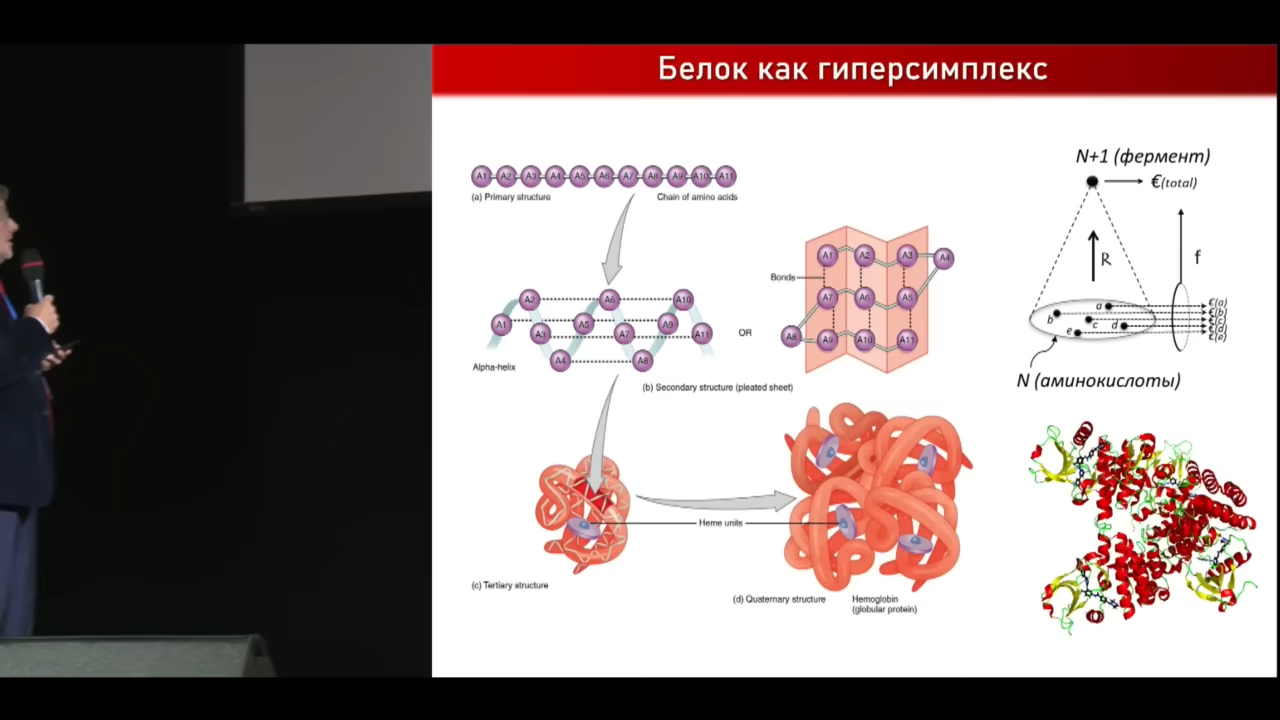 Белок как гиперсимплекс
A1 A2 A3 A4 A5 A6 A7 A8 A9 A10 A11
(a) Primary structure
Chain of amino acids
A1 A2 A3 A4 A5 A6 A7 A8 A9 A10 A11
Alpha-helix
OR
Bonds
A1 A2 A3 A4
A7 A6 A5
A8 A9 A10 A11
(b) Secondary structure (pleated sheet)
Heme units
(c) Tertiary structure
(d) Quaternary structure
Hemoglobin
(globular protein)
N+1 (фермент)
€(total)
R
f
a
b
c
d
e
€(a)
€(b)
€(c)
€(d)
€(e)
N (аминокислоты)